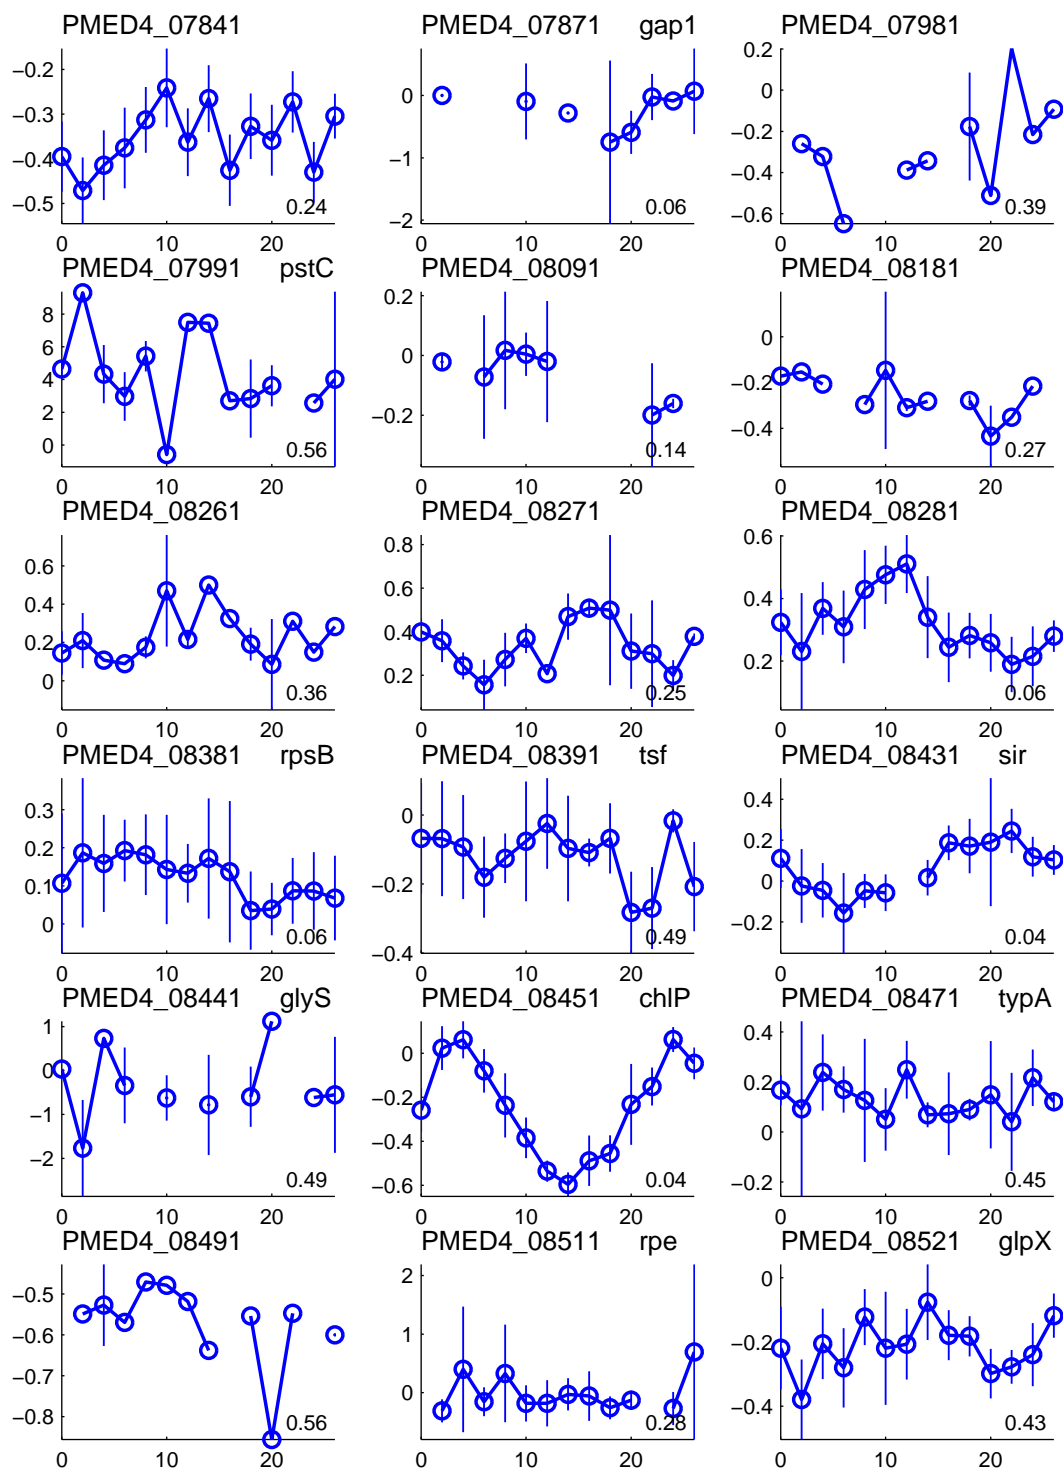 PMED4_07841
−0.2
−0.3
−0.4
−0.5
0.24
0 10 20
PMED4_07871 gap1
0
−1
−2
0.06
0 10 20
PMED4_07981
0.2
0
−0.2
−0.4
−0.6
0.39
0 10 20
PMED4_07991 pstC
8
6
4
2
0
0.56
0 10 20
PMED4_08091
0.2
0
−0.2
0.14
0 10 20
PMED4_08181
0
−0.2
−0.4
0.27
0 10 20
PMED4_08261
0.6
0.4
0.2
0
0.36
0 10 20
PMED4_08271
0.8
0.6
0.4
0.2
0.25
0 10 20
PMED4_08281
0.6
0.4
0.2
0.06
0 10 20
PMED4_08381 rpsB
0.3
0.2
0.1
0
0.06
0 10 20
PMED4_08391 tsf
0
−0.2
−0.4
0.49
0 10 20
PMED4_08431 sir
0.4
0.2
0
−0.2
0.04
0 10 20
PMED4_08441 glyS
1
0
−1
−2
0.49
0 10 20
PMED4_08451 chlP
0
−0.2
−0.4
−0.6
0.04
0 10 20
PMED4_08471 typA
0.4
0.2
0
−0.2
0.45
0 10 20
PMED4_08491
−0.5
−0.6
−0.7
−0.8
0.56
0 10 20
PMED4_08511 rpe
2
1
0
0.28
0 10 20
PMED4_08521 glpX
0
−0.2
−0.4
0.43
0 10 20